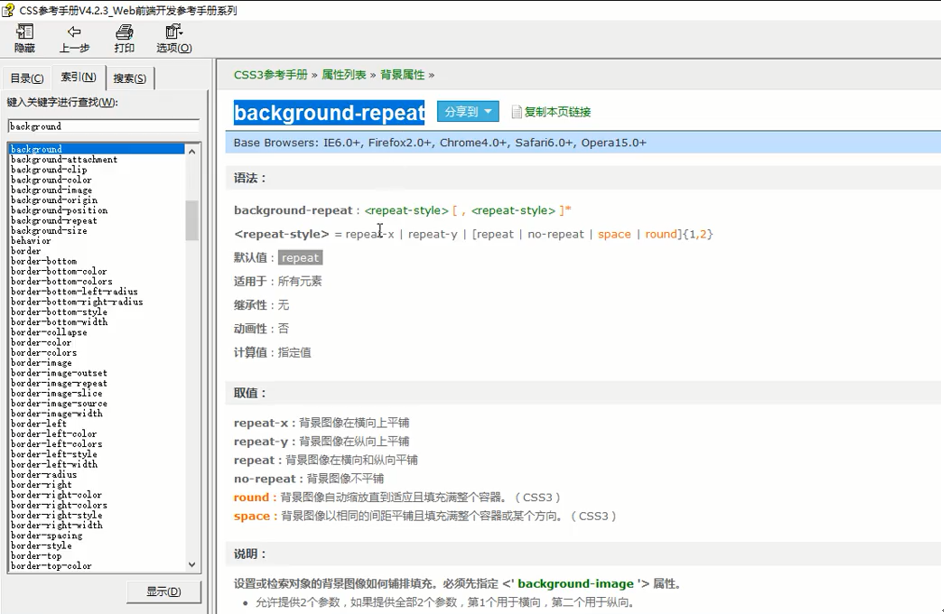 CSS参考手册V4.2.3_Web前端开发参考手册系列
隐藏 上一步 打印 选项(O)
目录(C) 索引(N) 搜索(S)
键入关键字进行查找(W):
background
background
background-attachment
background-clip
background-color
background-image
background-origin
background-position
background-repeat
background-size
behavior
border
border-bottom
border-bottom-color
border-bottom-colors
border-bottom-left-radius
border-bottom-right-radius
border-bottom-style
border-bottom-width
border-collapse
border-color
border-colors
border-image
border-image-outset
border-image-repeat
border-image-slice
border-image-source
border-image-width
border-left
border-left-color
border-left-colors
border-left-style
border-left-width
border-radius
border-right
border-right-color
border-right-colors
border-right-style
border-right-width
border-spacing
border-style
border-top
border-top-color
显示(D)
CSS3参考手册 » 属性列表 » 背景属性 »
background-repeat 分享到 复制本页链接
Base Browsers: IE6.0+, Firefox2.0+, Chrome4.0+, Safari6.0+, Opera15.0+
语法：
background-repeat：<repeat-style> [ , <repeat-style> ]*
<repeat-style> = repeat-x | repeat-y | [repeat | no-repeat | space | round]{1,2}
默认值：repeat
适用于：所有元素
继承性：无
动画性：否
计算值：指定值
取值：
repeat-x：背景图像在横向上平铺
repeat-y：背景图像在纵向上平铺
repeat：背景图像在横向和纵向平铺
no-repeat：背景图像不平铺
round：背景图像自动缩放直到适应且填充满整个容器。（CSS3）
space：背景图像以相同的间距平铺且填充满整个容器或某个方向。（CSS3）
说明：
设置或检索对象的背景图像如何铺排填充。必须先指定 <' background-image '> 属性。
• 允许提供2个参数，如果提供全部2个参数，第1个用于横向，第二个用于纵向。